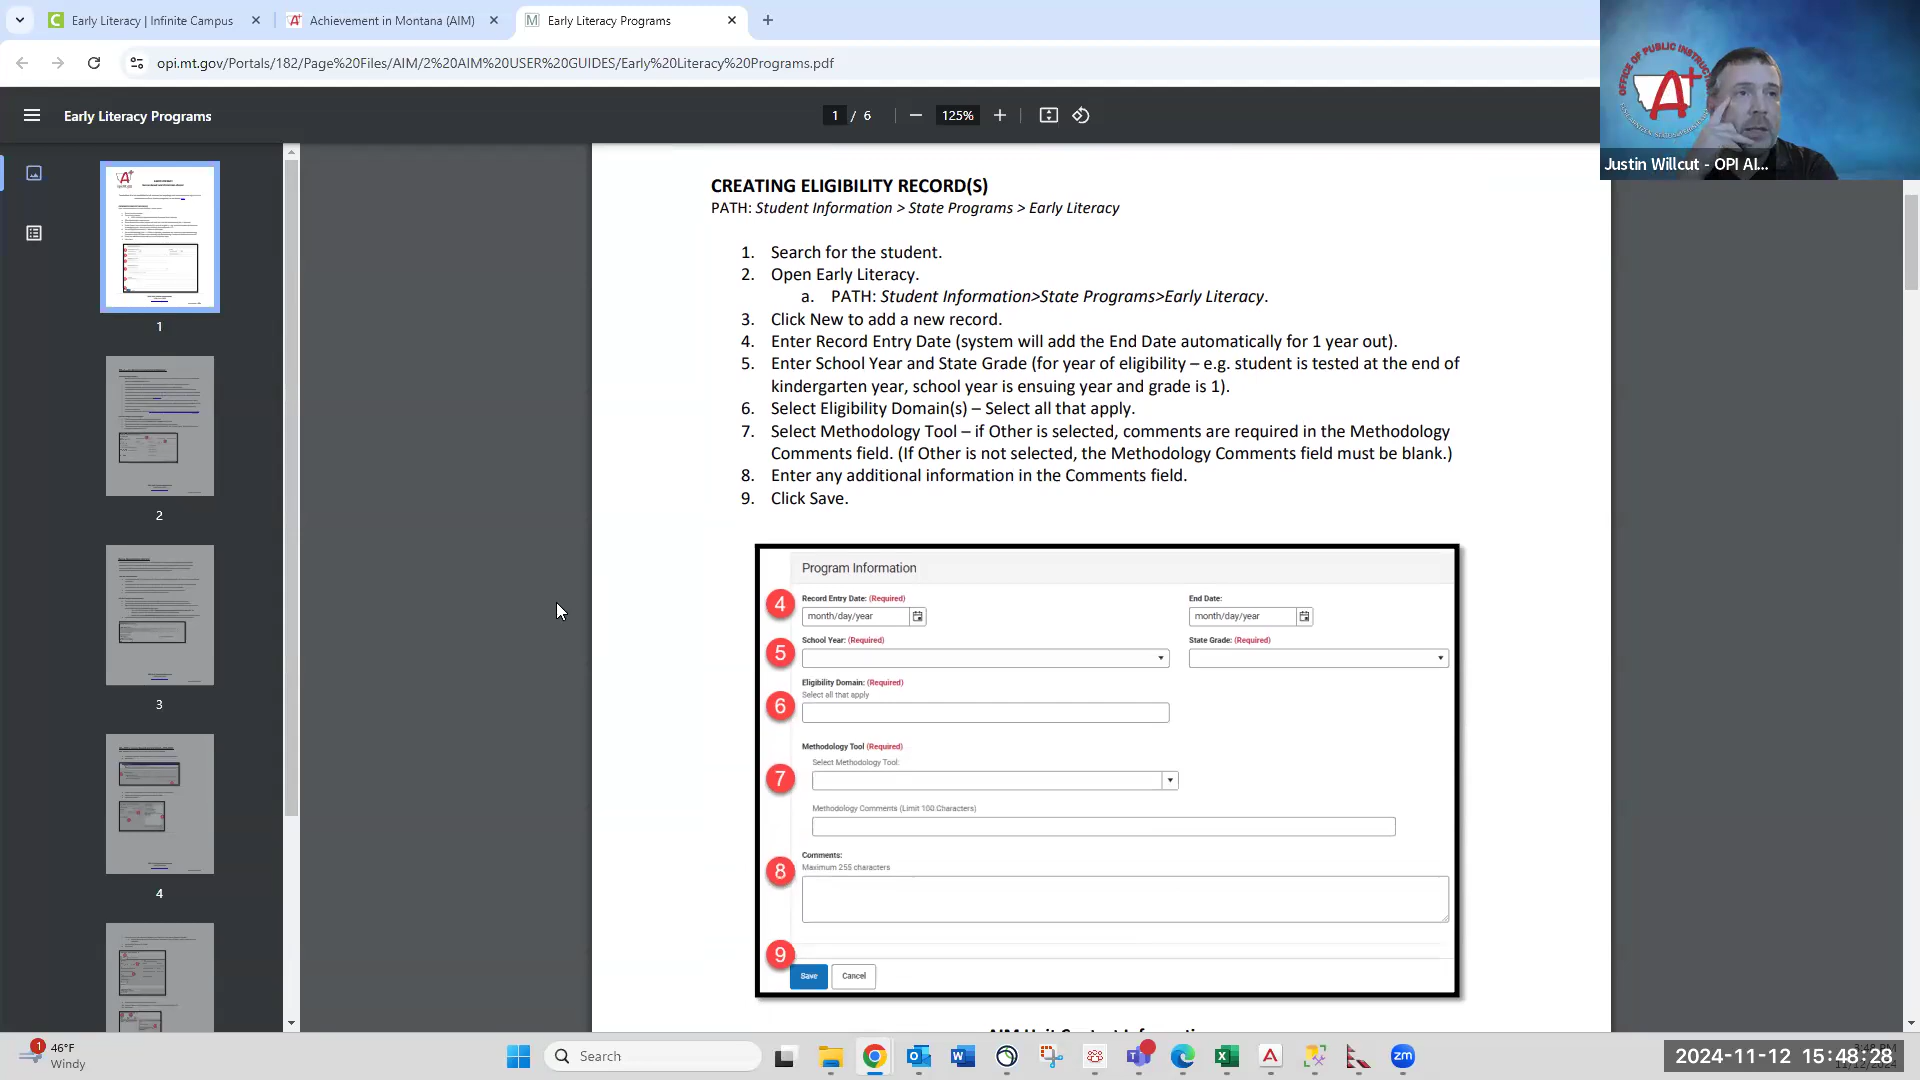 Early Literacy | Infinite Campus
Achievement in Montana (AIM)
Early Literacy Programs
opi.mt.gov/Portals/182/Page%20Files/AIM/2%20AIM%20USER%20GUIDES/Early%20Literacy%20Programs.pdf
Early Literacy Programs
1 / 6
125%
Justin Willcut - OPI AI...
1
2
3
4
CREATING ELIGIBILITY RECORD(S)
PATH: Student Information > State Programs > Early Literacy
1. Search for the student.
2. Open Early Literacy.
a. PATH: Student Information>State Programs>Early Literacy.
3. Click New to add a new record.
4. Enter Record Entry Date (system will add the End Date automatically for 1 year out).
5. Enter School Year and State Grade (for year of eligibility – e.g. student is tested at the end of
kindergarten year, school year is ensuing year and grade is 1).
6. Select Eligibility Domain(s) – Select all that apply.
7. Select Methodology Tool – if Other is selected, comments are required in the Methodology
Comments field. (If Other is not selected, the Methodology Comments field must be blank.)
8. Enter any additional information in the Comments field.
9. Click Save.
Program Information
4
Record Entry Date: (Required)
End Date:
month/day/year
month/day/year
5
School Year: (Required)
State Grade: (Required)
6
Eligibility Domain: (Required)
Select all that apply
7
Methodology Tool (Required)
Select Methodology Tool:
Methodology Comments (Limit 100 Characters)
8
Comments:
Maximum 255 characters
9
Save
Cancel
1
46°F
Windy
Search
zm
2024-11-12 15:48:28